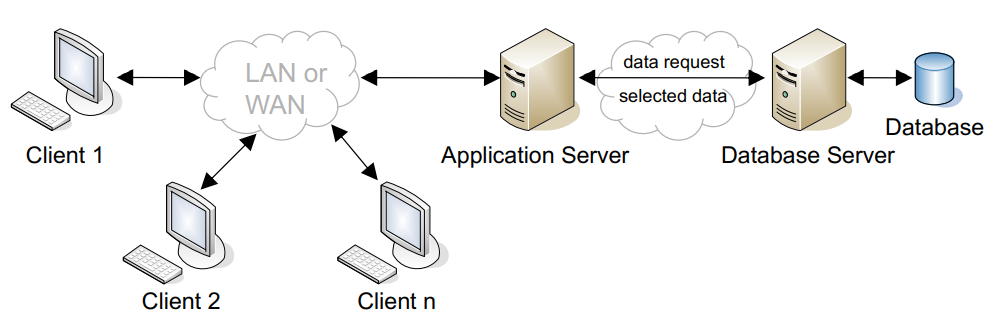 LAN or
WAN
data request
selected data
Database
Client 1
Application Server
Database Server
Client 2
Client n